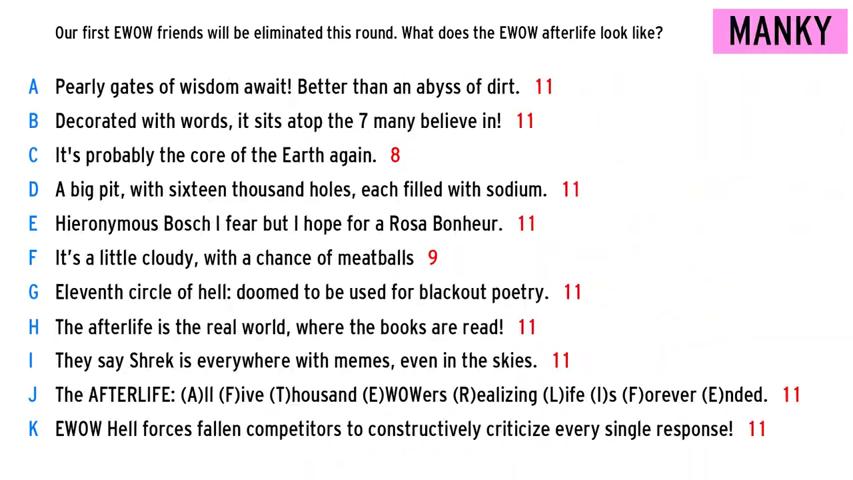 Our first EWOW friends will be eliminated this round. What does the EWOW afterlife look like?
MANKY
A Pearly gates of wisdom await! Better than an abyss of dirt. 11
B Decorated with words, it sits atop the 7 many believe in! 11
C It's probably the core of the Earth again. 8
D A big pit, with sixteen thousand holes, each filled with sodium. 11
E Hieronymous Bosch I fear but I hope for a Rosa Bonheur. 11
F It’s a little cloudy, with a chance of meatballs 9
G Eleventh circle of hell: doomed to be used for blackout poetry. 11
H The afterlife is the real world, where the books are read! 11
I They say Shrek is everywhere with memes, even in the skies. 11
J The AFTERLIFE: (A)ll (F)ive (T)housand (E)WOWers (R)ealizing (L)ife (I)s (F)orever (E)nded. 11
K EWOW Hell forces fallen competitors to constructively criticize every single response! 11